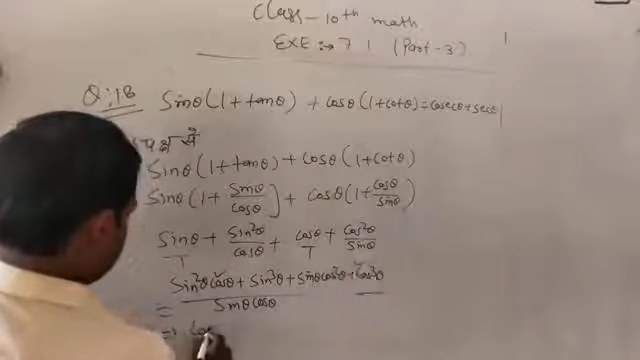 Class-10th math
EXE:→7.1 (Part-3)
Q:18 Sinθ(1+tanθ) + cosθ(1+cotθ)=cosecθ+secθ
पक्ष से
Sinθ(1+tanθ)+cosθ(1+cotθ)
Sinθ(1+Sinθ/cosθ)+cosθ(1+cosθ/sinθ)
Sinθ/1+Sin²θ/cosθ+cosθ/1+cos²θ/Sinθ
=Sin²θcosθ+Sin³θ+Sinθcos²θ+cos³θ/Sinθcosθ
⇒ Cos